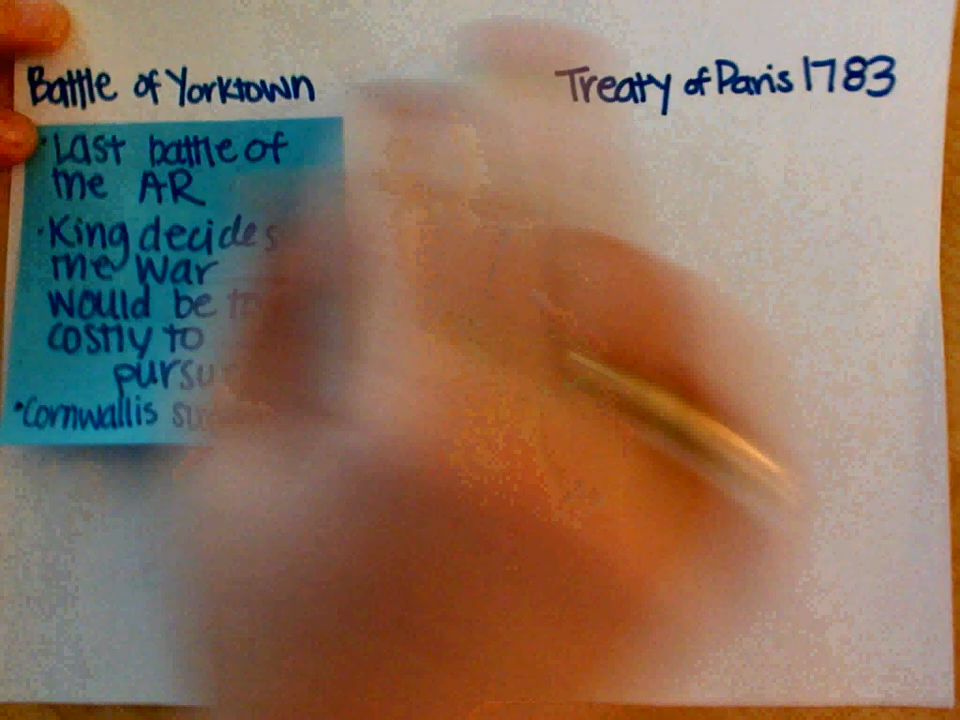 Battle of Yorktown
Treaty of Paris 1783
· Last battle of
the AR
· King decides
the war
would be
costly to
· Cornwallis